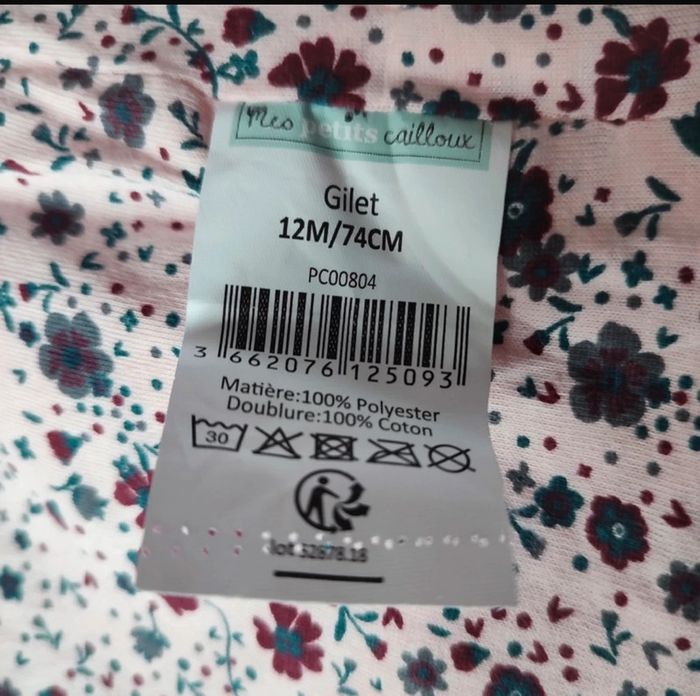 Mes petits cailloux
Gilet
12M/74CM
PC00804
3 662076 125093
Matière:100% Polyester
Doublure:100% Coton
30